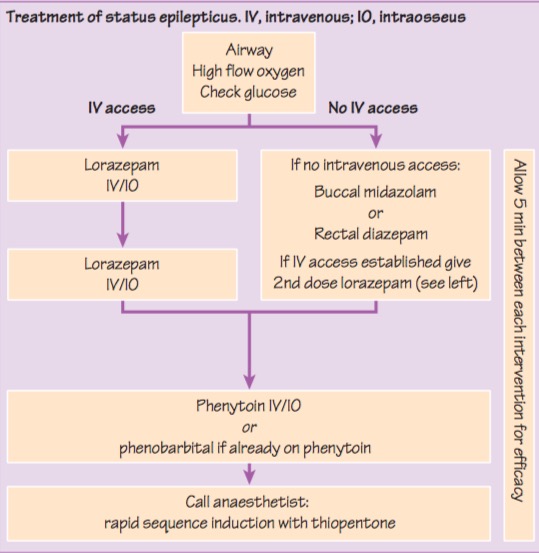 Treatment of status epilepticus. IV, intravenous; IO, intraosseus
Airway
High flow oxygen
Check glucose
IV access
No IV access
Lorazepam
IV/IO
Lorazepam
IV/IO
If no intravenous access:
Buccal midazolam
or
Rectal diazepam
If IV access established give
2nd dose lorazepam (see left)
Phenytoin IV/IO
or
phenobarbital if already on phenytoin
Call anaesthetist:
rapid sequence induction with thiopentone
Allow 5 min between each intervention for efficacy